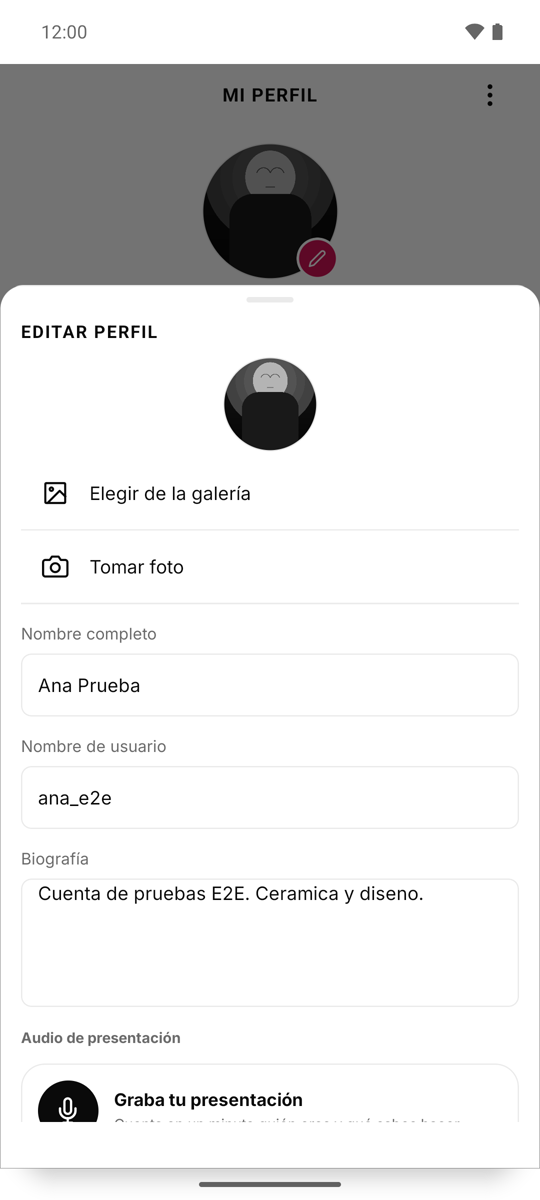 12:00
MI PERFIL
EDITAR PERFIL
Elegir de la galería
Tomar foto
Nombre completo
Ana Prueba
Nombre de usuario
ana_e2e
Biografía
Cuenta de pruebas E2E. Ceramica y diseno.
Audio de presentación
Graba tu presentación